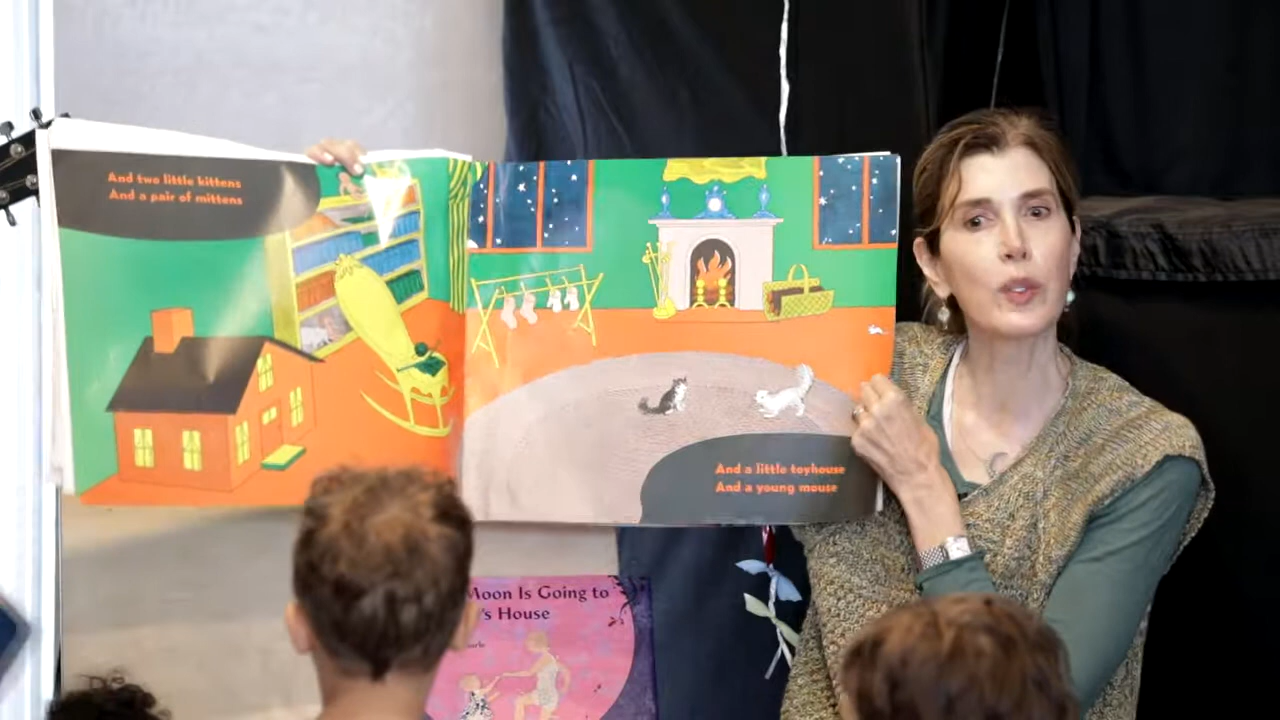 And two little kittens
And a pair of mittens
And a little toyhouse
And a young mouse
Moon Is Going to
's House